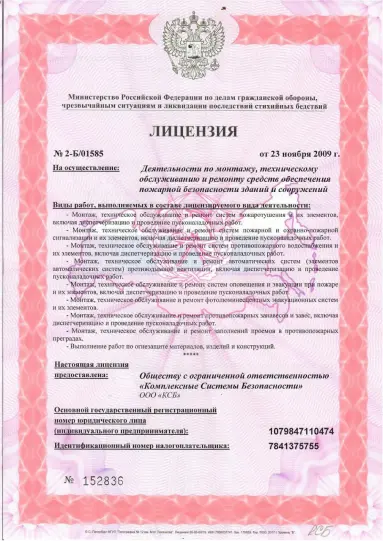 Министерство Российской Федерации по делам гражданской обороны,
чрезвычайным ситуациям и ликвидации последствий стихийных бедствий
ЛИЦЕНЗИЯ
№ 2-Б/01585 от 23 ноября 2009 г.
На осуществление: Деятельности по монтажу, техническому
обслуживанию и ремонту средств обеспечения
пожарной безопасности зданий и сооружений
Виды работ, выполняемых в составе лицензируемого вида деятельности:
- Монтаж, техническое обслуживание и ремонт систем пожаротушения и их элементов,
включая диспетчеризацию и проведение пусконаладочных работ.
- Монтаж, техническое обслуживание и ремонт систем пожарной и охранно-пожарной
сигнализации и их элементов, включая диспетчеризацию и проведение пусконаладочных работ.
- Монтаж, техническое обслуживание и ремонт систем противопожарного водоснабжения и
их элементов, включая диспетчеризацию и проведение пусконаладочных работ.
- Монтаж, техническое обслуживание и ремонт автоматических систем (элементов
автоматических систем) противодымной вентиляции, включая диспетчеризацию и проведение
пусконаладочных работ.
- Монтаж, техническое обслуживание и ремонт систем оповещения и эвакуации при пожаре
и их элементов, включая диспетчеризацию и проведение пусконаладочных работ.
- Монтаж, техническое обслуживание и ремонт фотолюминесцентных эвакуационных систем
и их элементов.
- Монтаж, техническое обслуживание и ремонт противопожарных занавесов и завес, включая
диспетчеризацию и проведение пусконаладочных работ.
- Монтаж, техническое обслуживание и ремонт заполнений проемов в противопожарных
преградах.
- Выполнение работ по огнезащите материалов, изделий и конструкций.
*****
Настоящая лицензия
предоставлена: Обществу с ограниченной ответственностью
«Комплексные Системы Безопасности»
ООО «КСБ»
Основной государственный регистрационный
номер юридического лица
(индивидуального предпринимателя): 1079847110474
Идентификационный номер налогоплательщика: 7841375755
№ 152836